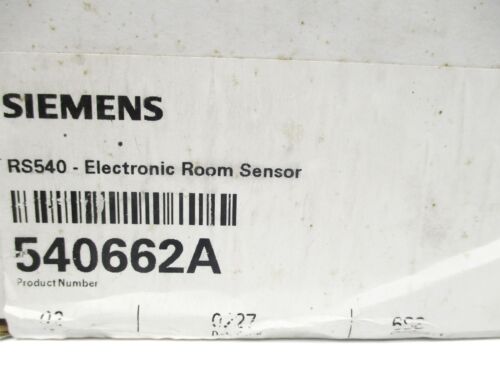 SIEMENS
RS540 - Electronic Room Sensor
540662A
Product Number